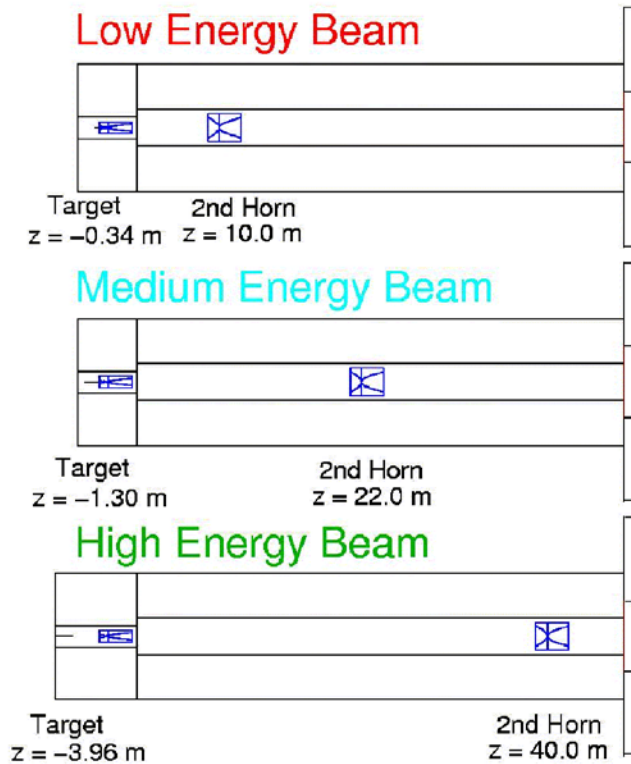 Low Energy Beam
Target 2nd Horn
z = −0.34 m z = 10.0 m
Medium Energy Beam
Target 2nd Horn
z = −1.30 m z = 22.0 m
High Energy Beam
Target 2nd Horn
z = −3.96 m z = 40.0 m